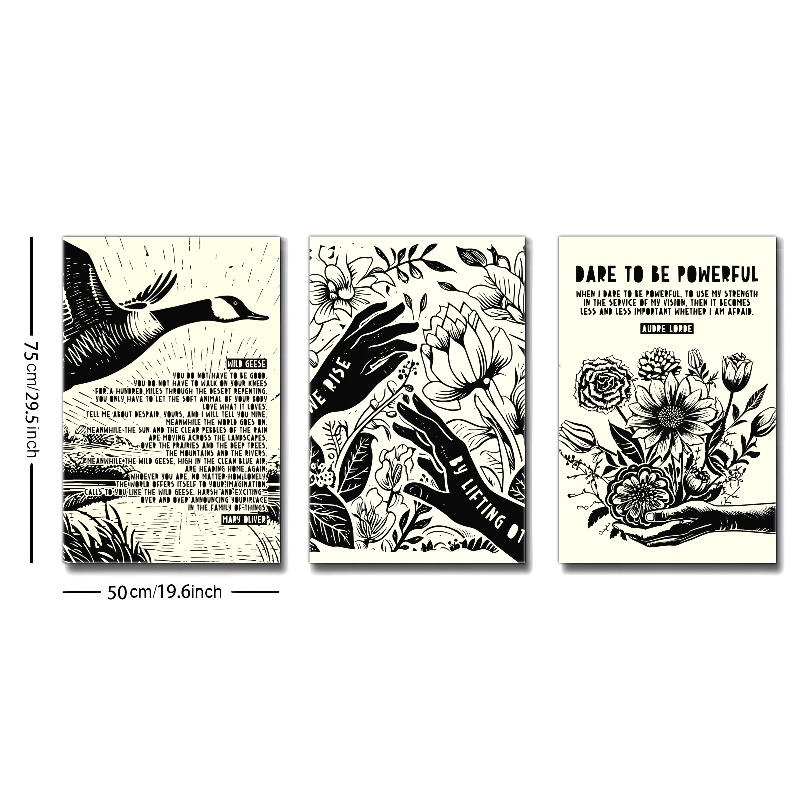 75cm/29.5inch
50cm/19.6inch
WILD GEESE
YOU DO NOT HAVE TO BE GOOD.
YOU DO NOT HAVE TO WALK ON YOUR KNEES
FOR A HUNDRED MILES THROUGH THE DESERT REPENTING.
YOU ONLY HAVE TO LET THE SOFT ANIMAL OF YOUR BODY
LOVE WHAT IT LOVES.
TELL ME ABOUT DESPAIR, YOURS, AND I WILL TELL YOU MINE.
MEANWHILE THE WORLD GOES ON.
MEANWHILE THE SUN AND THE CLEAR PEBBLES OF THE RAIN
ARE MOVING ACROSS THE LANDSCAPES,
OVER THE PRAIRIES AND THE DEEP TREES,
THE MOUNTAINS AND THE RIVERS.
MEANWHILE THE WILD GEESE, HIGH IN THE CLEAN BLUE AIR,
ARE HEADING HOME AGAIN.
WHOEVER YOU ARE, NO MATTER HOW LONELY,
THE WORLD OFFERS ITSELF TO YOUR IMAGINATION,
CALLS TO YOU LIKE THE WILD GEESE, HARSH AND EXCITING
OVER AND OVER ANNOUNCING YOUR PLACE
IN THE FAMILY OF THINGS.
MARY OLIVER
WE RISE
BY LIFTING OT
DARE TO BE POWERFUL
WHEN I DARE TO BE POWERFUL, TO USE MY STRENGTH
IN THE SERVICE OF MY VISION, THEN IT BECOMES
LESS AND LESS IMPORTANT WHETHER I AM AFRAID.
AUDRE LORDE